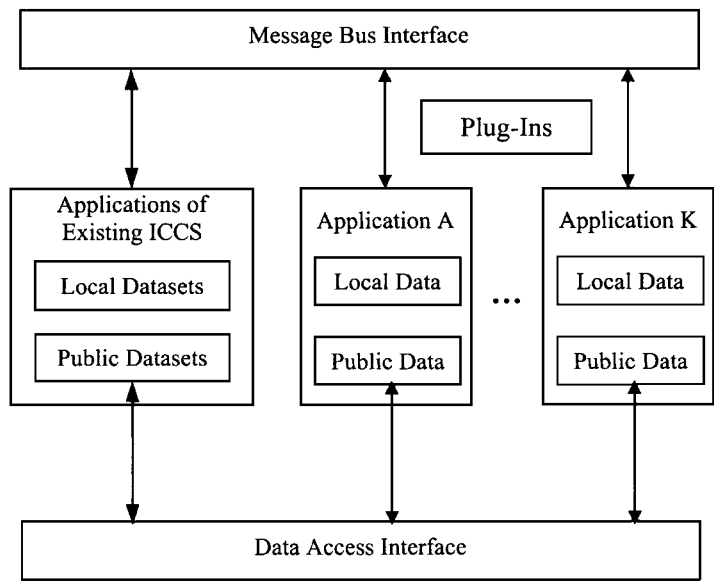 Message Bus Interface
Plug-Ins
Applications of
Existing ICCS
Local Datasets
Public Datasets
Application A
Local Data
Public Data
...
Application K
Local Data
Public Data
Data Access Interface